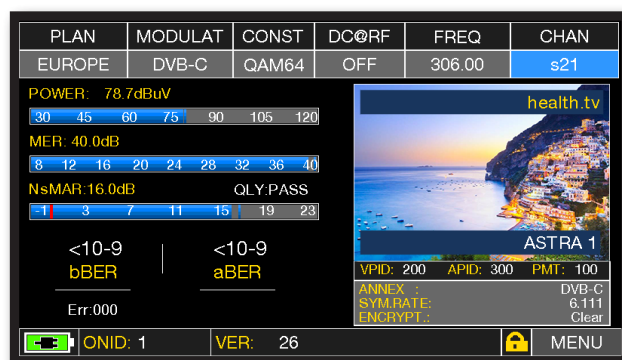 PLAN MODULAT CONST DC@RF FREQ CHAN
EUROPE DVB-C QAM64 OFF 306.00 s21
POWER: 78.7dBuV
30 45 60 75 90 105 120
MER: 40.0dB
8 12 16 20 24 28 32 36 40
NsMAR:16.0dB QLY:PASS
-1 3 7 11 15 19 23
<10-9 <10-9
bBER aBER
Err:000
health.tv
ASTRA 1
VPID: 200 APID: 300 PMT: 100
ANNEX : DVB-C
SYM.RATE: 6.111
ENCRYPT.: Clear
ONID: 1 VER: 26 MENU